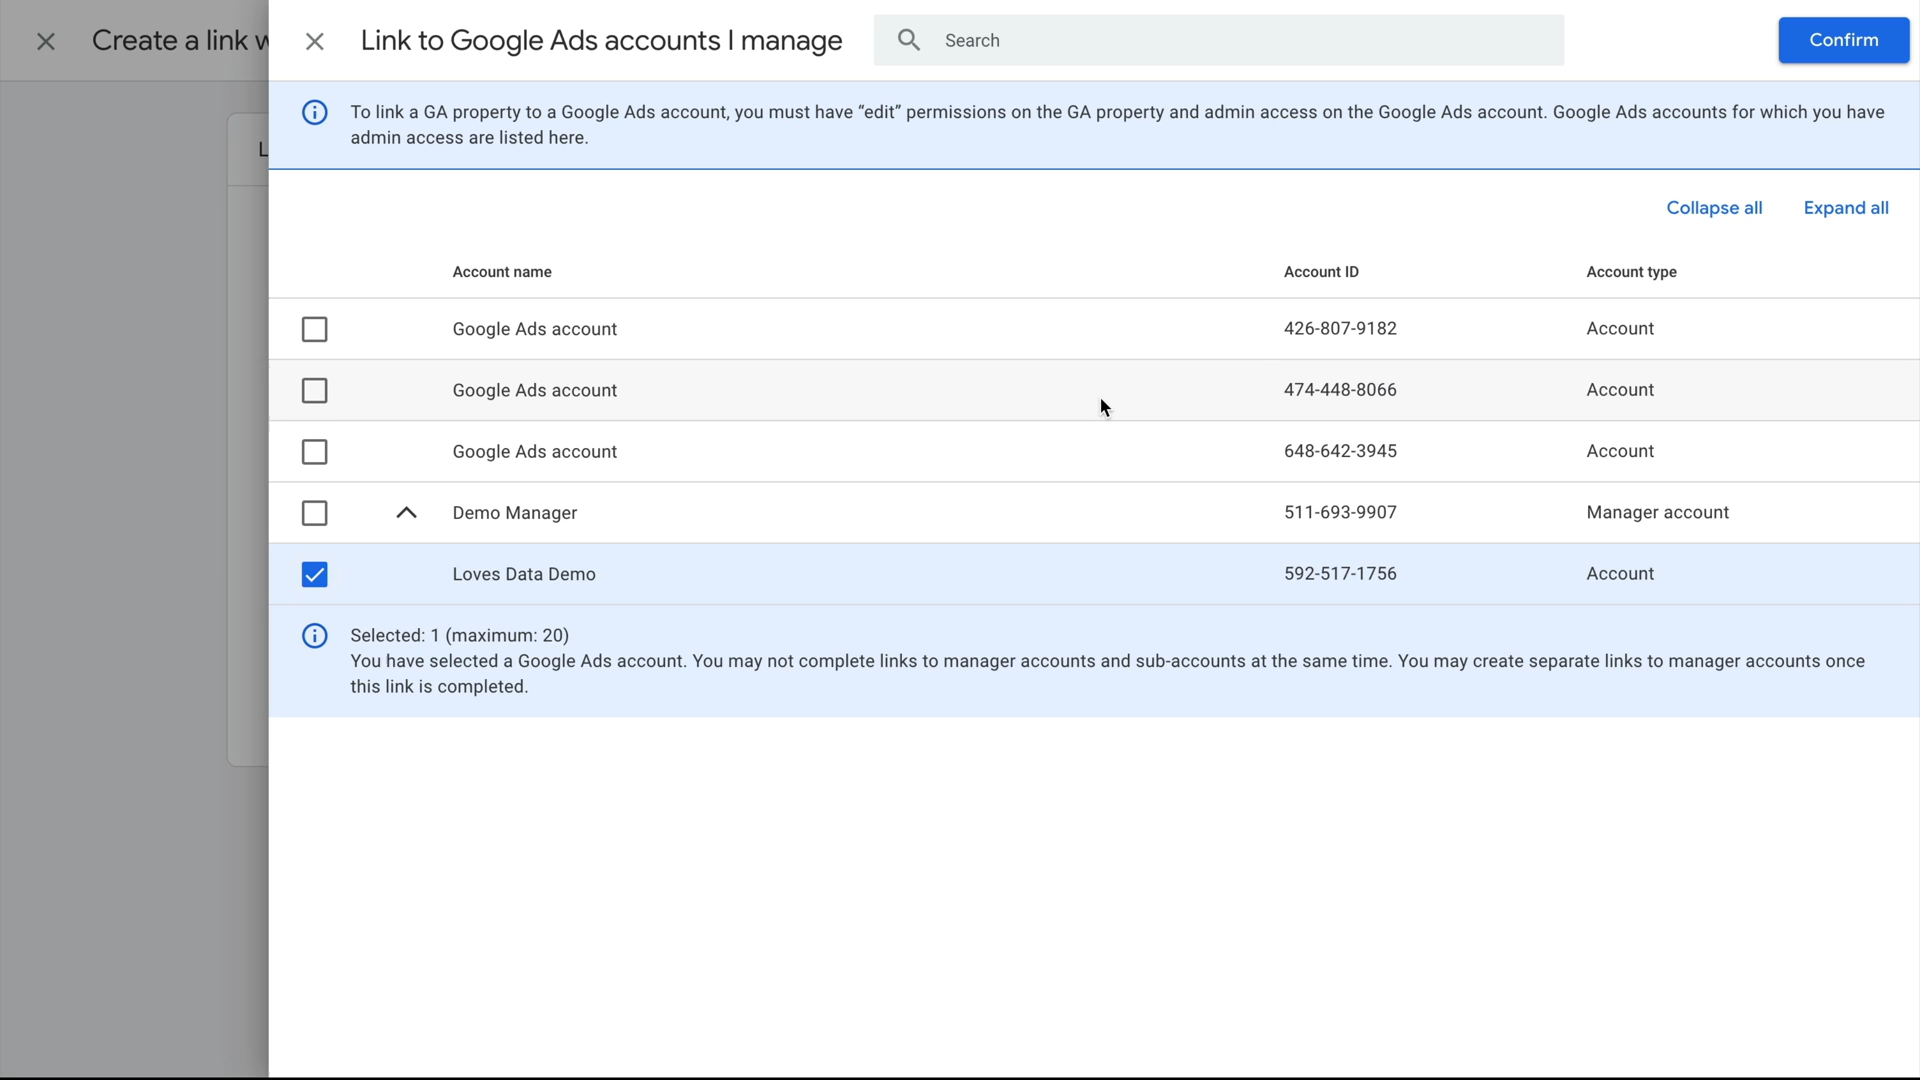 Create a link w
Link to Google Ads accounts I manage
Search
Confirm
To link a GA property to a Google Ads account, you must have “edit” permissions on the GA property and admin access on the Google Ads account. Google Ads accounts for which you have
admin access are listed here.
L
Collapse all Expand all
Account name Account ID Account type
Google Ads account 426-807-9182 Account
Google Ads account 474-448-8066 Account
Google Ads account 648-642-3945 Account
Demo Manager 511-693-9907 Manager account
Loves Data Demo 592-517-1756 Account
Selected: 1 (maximum: 20)
You have selected a Google Ads account. You may not complete links to manager accounts and sub-accounts at the same time. You may create separate links to manager accounts once
this link is completed.